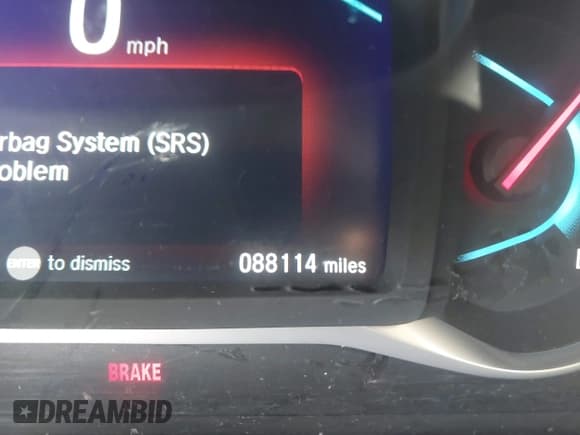 0 mph
rbag System (SRS)
oblem
ENTER to dismiss
088114 miles
BRAKE
DREAMBID